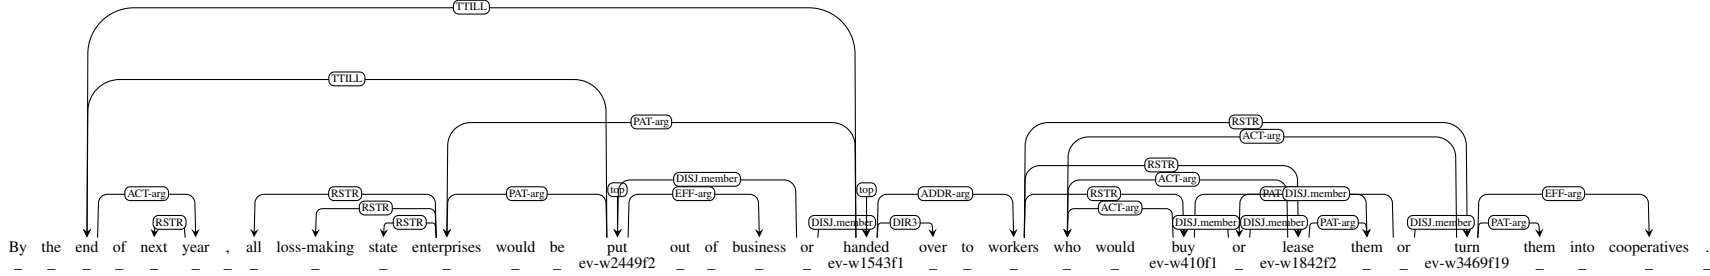 TTILL
TTILL
PAT-arg RSTR
ACT-arg
RSTR
DISJ.member ACT-arg
ACT-arg RSTR PAT-arg top EFF-arg top ADDR-arg RSTR DISJ.member EFF-arg
RSTR ACT-arg
RSTR RSTR DISJ.member DIR3 DISJ.member DISJ.member PAT-arg DISJ.member PAT-arg
By the end of next year , all loss-making state enterprises would be put out of business or handed over to workers who would buy or lease them or turn them into cooperatives .
_ _ _ _ _ _ _ _ _ _ _ _ _ ev-w2449f2 _ _ _ _ ev-w1543f1 _ _ _ _ _ ev-w410f1 _ ev-w1842f2 _ _ ev-w3469f19 _ _ _ _